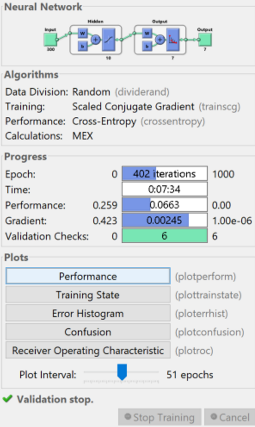 Neural Network
Hidden
Output
Input
Output
W
W
b
b
300
10
7
7
Algorithms
Data Division: Random (dividerand)
Training: Scaled Conjugate Gradient (trainscg)
Performance: Cross-Entropy (crossentropy)
Calculations: MEX
Progress
Epoch: 0 402 iterations 1000
Time: 0:07:34
Performance: 0.259 0.0663 0.00
Gradient: 0.423 0.00245 1.00e-06
Validation Checks: 0 6 6
Plots
Performance (plotperform)
Training State (plottrainstate)
Error Histogram (ploterrhist)
Confusion (plotconfusion)
Receiver Operating Characteristic (plotroc)
Plot Interval: 51 epochs
Validation stop.
Stop Training Cancel